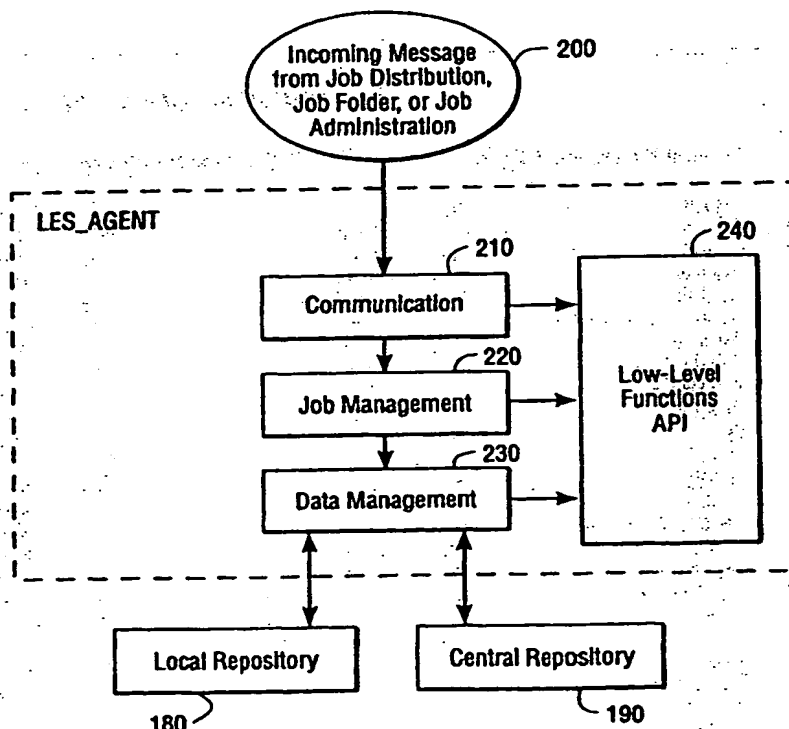 Incoming Message
from Job Distribution,
Job Folder, or Job
Administration
200
LES_AGENT
210
Communication
220
Job Management
230
Data Management
240
Low-Level
Functions
API
Local Repository
180
Central Repository
190